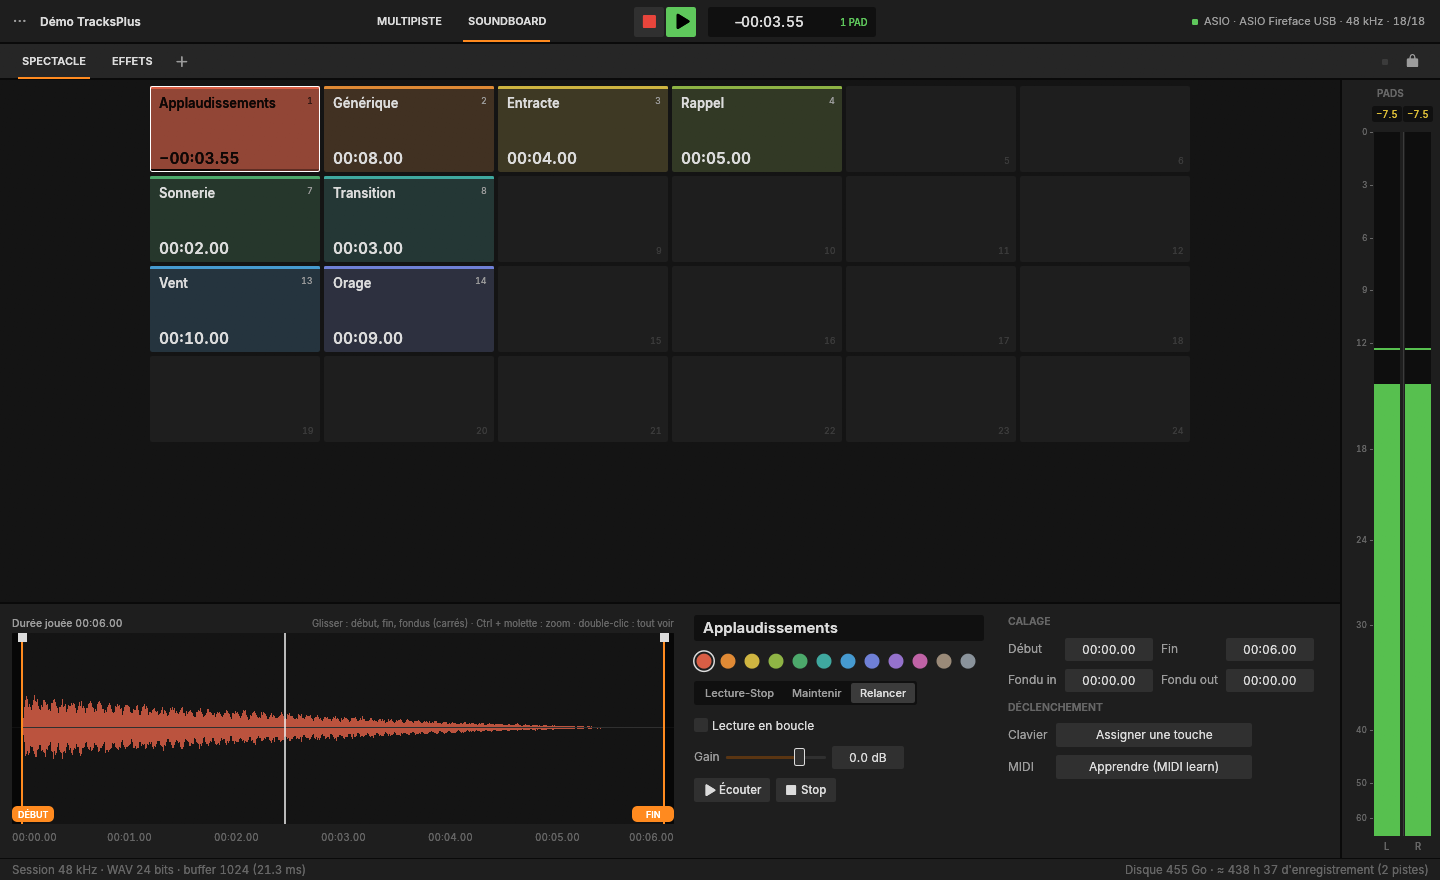 Démo TracksPlus
MULTIPISTE
SOUNDBOARD
−00:03.55
1 PAD
ASIO · ASIO Fireface USB · 48 kHz · 18/18
SPECTACLE
EFFETS
Applaudissements 1
−00:03.55
Générique 2
00:08.00
Entracte 3
00:04.00
Rappel 4
00:05.00
5
6
Sonnerie 7
00:02.00
Transition 8
00:03.00
9
10
11
12
Vent 13
00:10.00
Orage 14
00:09.00
15
16
17
18
19
20
21
22
23
24
PADS
−7.5 −7.5
0
3
6
9
12
18
24
30
40
50
60
L R
Durée jouée 00:06.00
Glisser : début, fin, fondus (carrés) · Ctrl + molette : zoom · double-clic : tout voir
DÉBUT
FIN
00:00.00 00:01.00 00:02.00 00:03.00 00:04.00 00:05.00 00:06.00
Applaudissements
Lecture-Stop Maintenir Relancer
Lecture en boucle
Gain 0.0 dB
Écouter Stop
CALAGE
Début 00:00.00 Fin 00:06.00
Fondu in 00:00.00 Fondu out 00:00.00
DÉCLENCHEMENT
Clavier Assigner une touche
MIDI Apprendre (MIDI learn)
Session 48 kHz · WAV 24 bits · buffer 1024 (21.3 ms)
Disque 455 Go · ≈ 438 h 37 d'enregistrement (2 pistes)